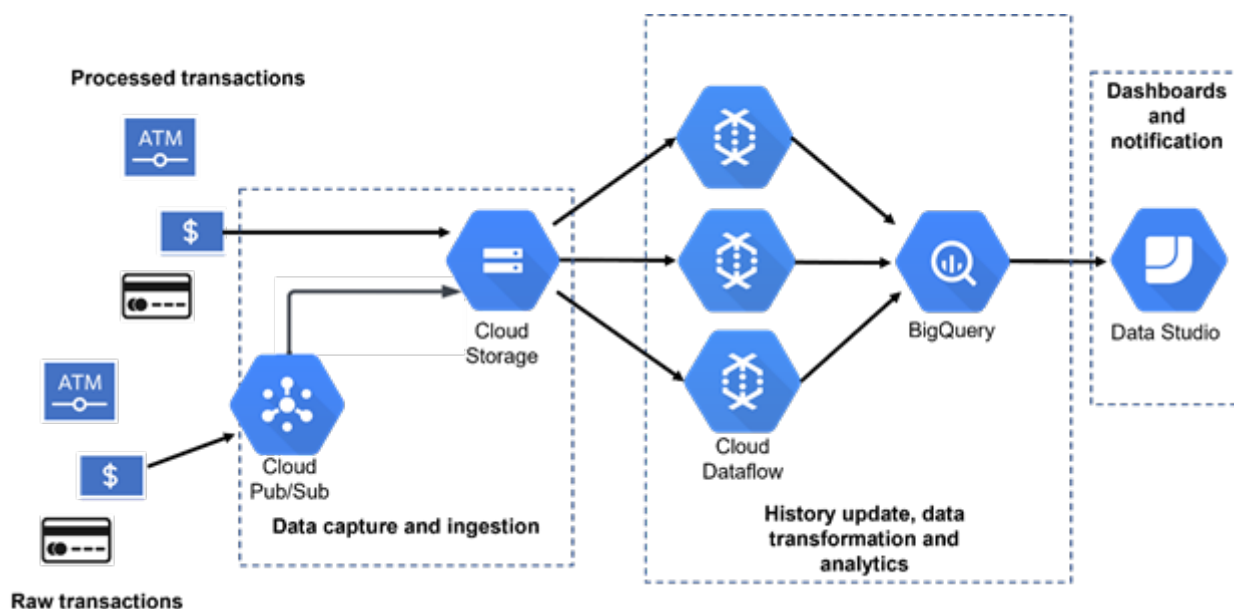 Processed transactions
ATM
$
Cloud
Storage
ATM
$
Cloud
Pub/Sub
Data capture and ingestion
Raw transactions
Cloud
Dataflow
BigQuery
History update, data
transformation and
analytics
Dashboards
and
notification
Data Studio